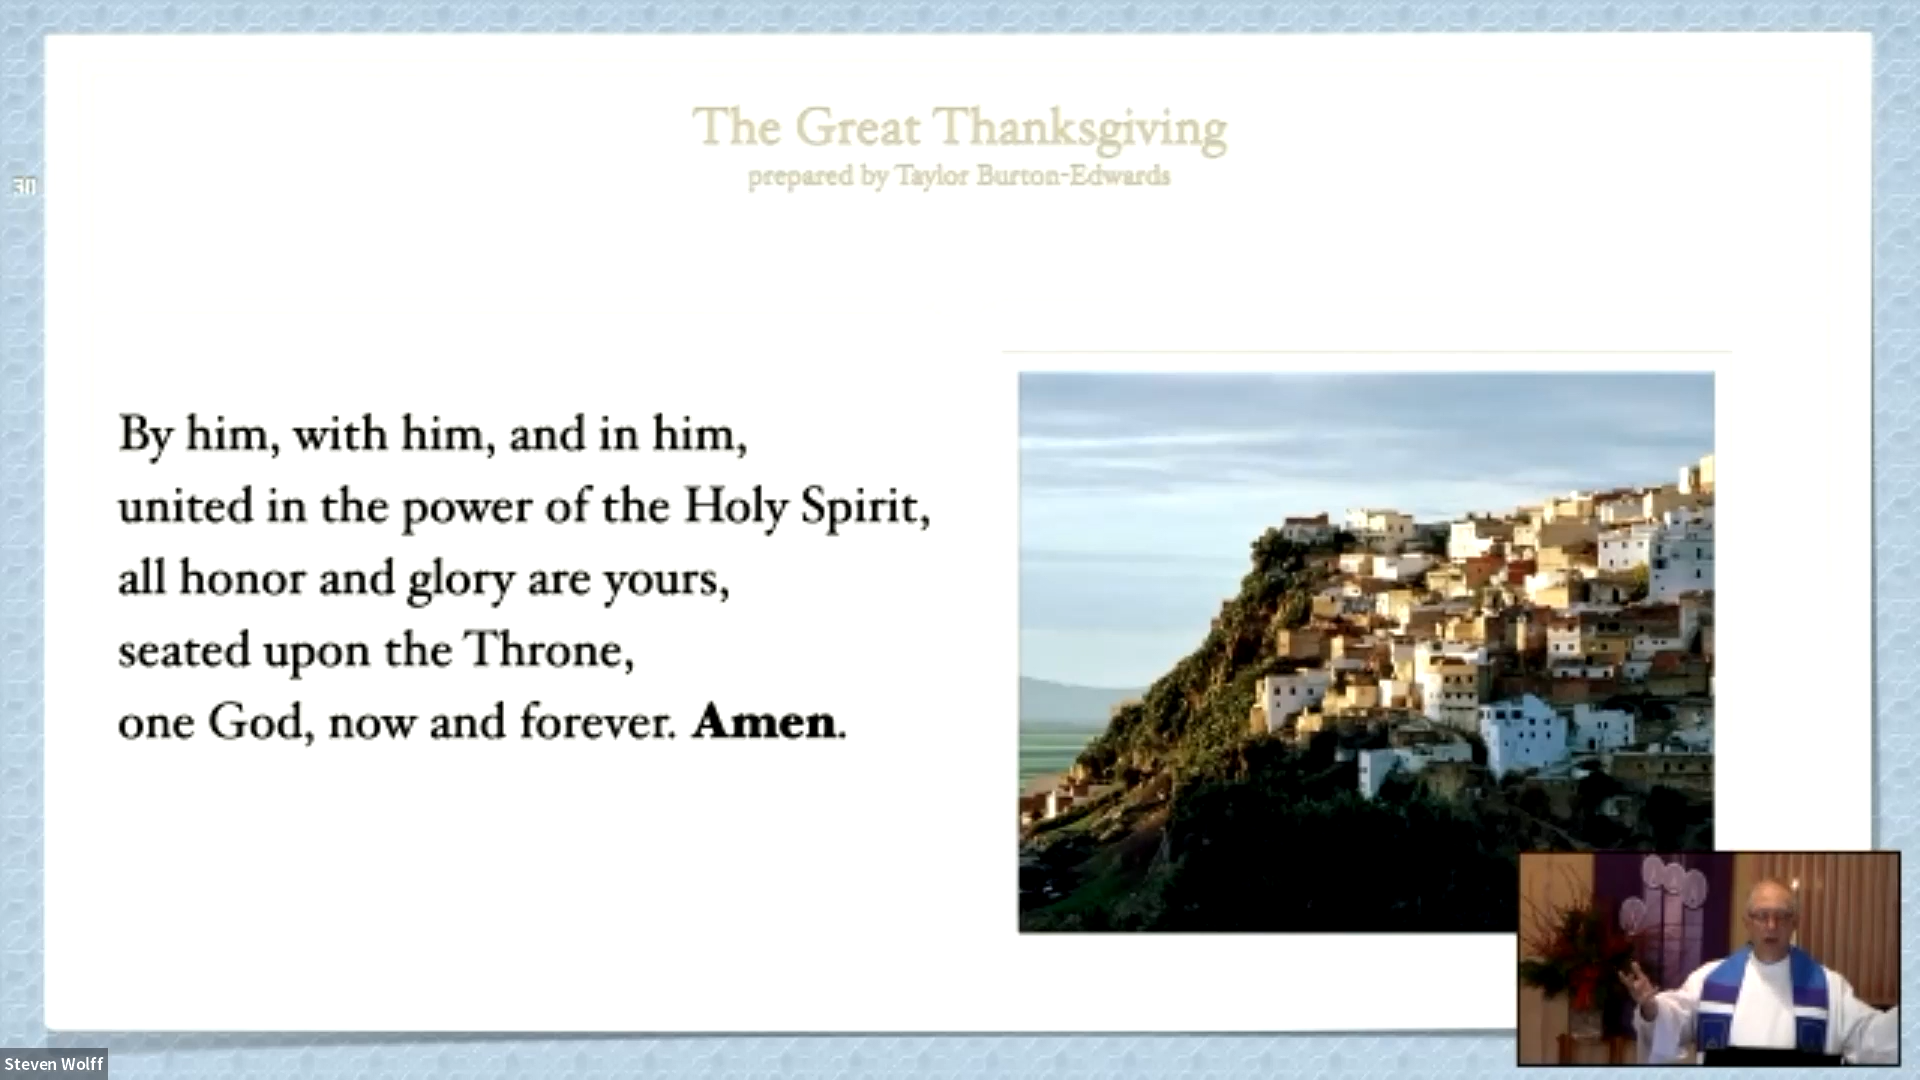 The Great Thanksgiving
prepared by Taylor Burton-Edwards
30
By him, with him, and in him,
united in the power of the Holy Spirit,
all honor and glory are yours,
seated upon the Throne,
one God, now and forever. Amen.
Steven Wolff